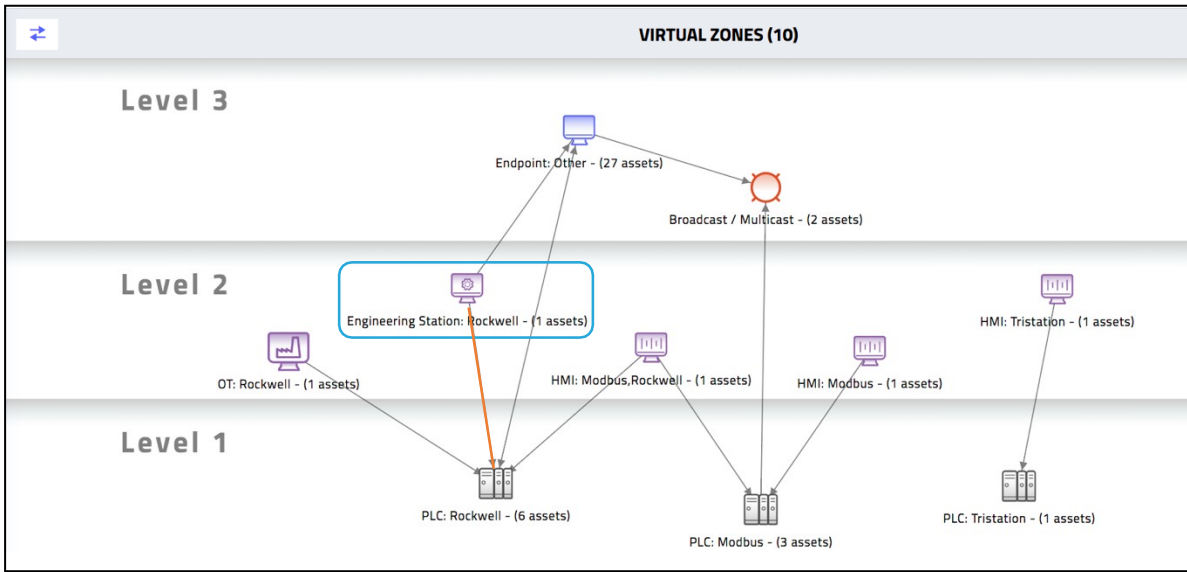 VIRTUAL ZONES (10)
Level 3
Endpoint: Other - (27 assets)
Broadcast / Multicast - (2 assets)
Level 2
Engineering Station: Rockwell - (1 assets)
HMI: Tristation - (1 assets)
OT: Rockwell - (1 assets)
HMI: Modbus,Rockwell - (1 assets)
HMI: Modbus - (1 assets)
Level 1
PLC: Rockwell - (6 assets)
PLC: Modbus - (3 assets)
PLC: Tristation - (1 assets)